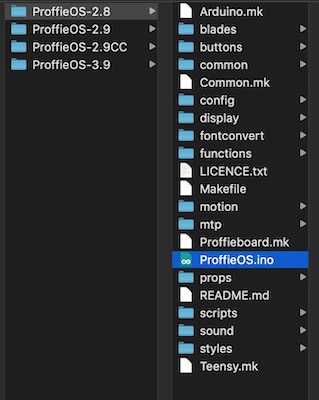 ProffieOS-2.8
ProffieOS-2.9
ProffieOS-2.9CC
ProffieOS-3.9
Arduino.mk
blades
buttons
common
Common.mk
config
display
fontconvert
functions
LICENCE.txt
Makefile
motion
mtp
Proffieboard.mk
ProffieOS.ino
props
README.md
scripts
sound
styles
Teensy.mk